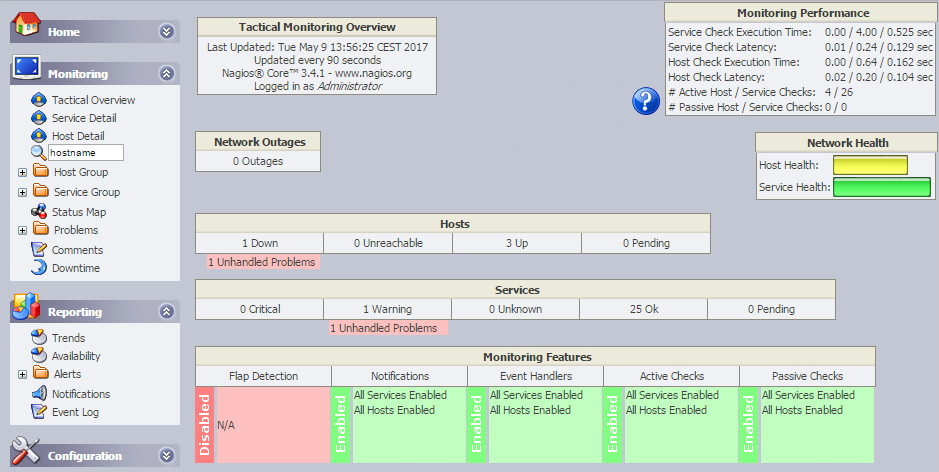 Home
Monitoring
Tactical Overview
Service Detail
Host Detail
hostname
Host Group
Service Group
Status Map
Problems
Comments
Downtime
Reporting
Trends
Availability
Alerts
Notifications
Event Log
Configuration
Tactical Monitoring Overview
Last Updated: Tue May 9 13:56:25 CEST 2017
Updated every 90 seconds
Nagios® Core™ 3.4.1 - www.nagios.org
Logged in as Administrator
Monitoring Performance
Service Check Execution Time: 0.00 / 4.00 / 0.525 sec
Service Check Latency: 0.01 / 0.24 / 0.129 sec
Host Check Execution Time: 0.00 / 0.64 / 0.162 sec
Host Check Latency: 0.02 / 0.20 / 0.104 sec
# Active Host / Service Checks: 4 / 26
# Passive Host / Service Checks: 0 / 0
?
Network Outages
0 Outages
Network Health
Host Health:
Service Health:
Hosts
1 Down 0 Unreachable 3 Up 0 Pending
1 Unhandled Problems
Services
0 Critical 1 Warning 0 Unknown 25 Ok 0 Pending
1 Unhandled Problems
Monitoring Features
Flap Detection Notifications Event Handlers Active Checks Passive Checks
Disabled
N/A
Enabled
All Services Enabled
All Hosts Enabled
Enabled
All Services Enabled
All Hosts Enabled
Enabled
All Services Enabled
All Hosts Enabled
Enabled
All Services Enabled
All Hosts Enabled